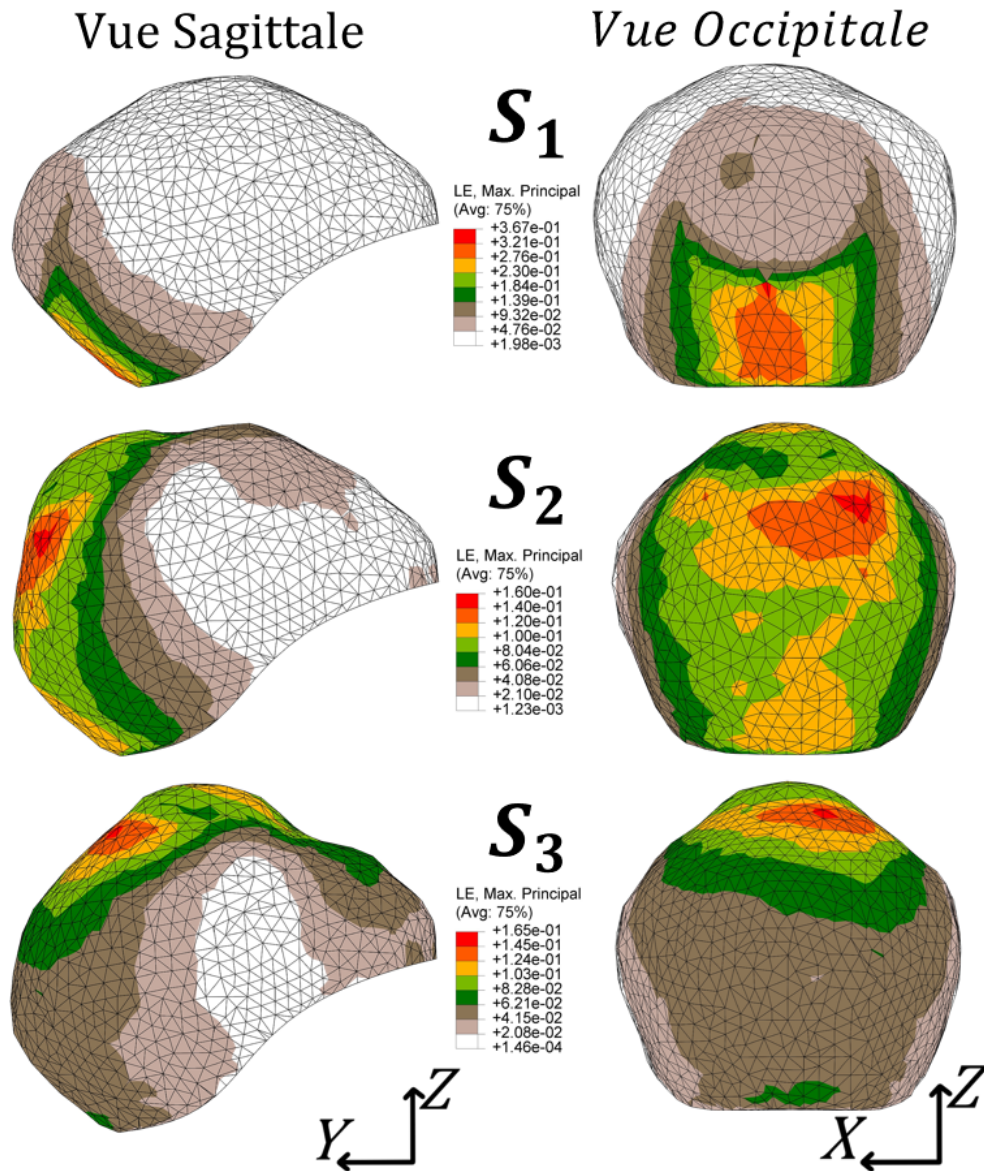 Vue Sagittale
Vue Occipitale
S1
LE, Max. Principal
(Avg: 75%)
+3.67e-01
+3.21e-01
+2.76e-01
+2.30e-01
+1.84e-01
+1.39e-01
+9.32e-02
+4.76e-02
+1.98e-03
S2
LE, Max. Principal
(Avg: 75%)
+1.60e-01
+1.40e-01
+1.20e-01
+1.00e-01
+8.04e-02
+6.06e-02
+4.08e-02
+2.10e-02
+1.23e-03
S3
LE, Max. Principal
(Avg: 75%)
+1.65e-01
+1.45e-01
+1.24e-01
+1.03e-01
+8.28e-02
+6.21e-02
+4.15e-02
+2.08e-02
+1.46e-04
Z
Y
Z
X